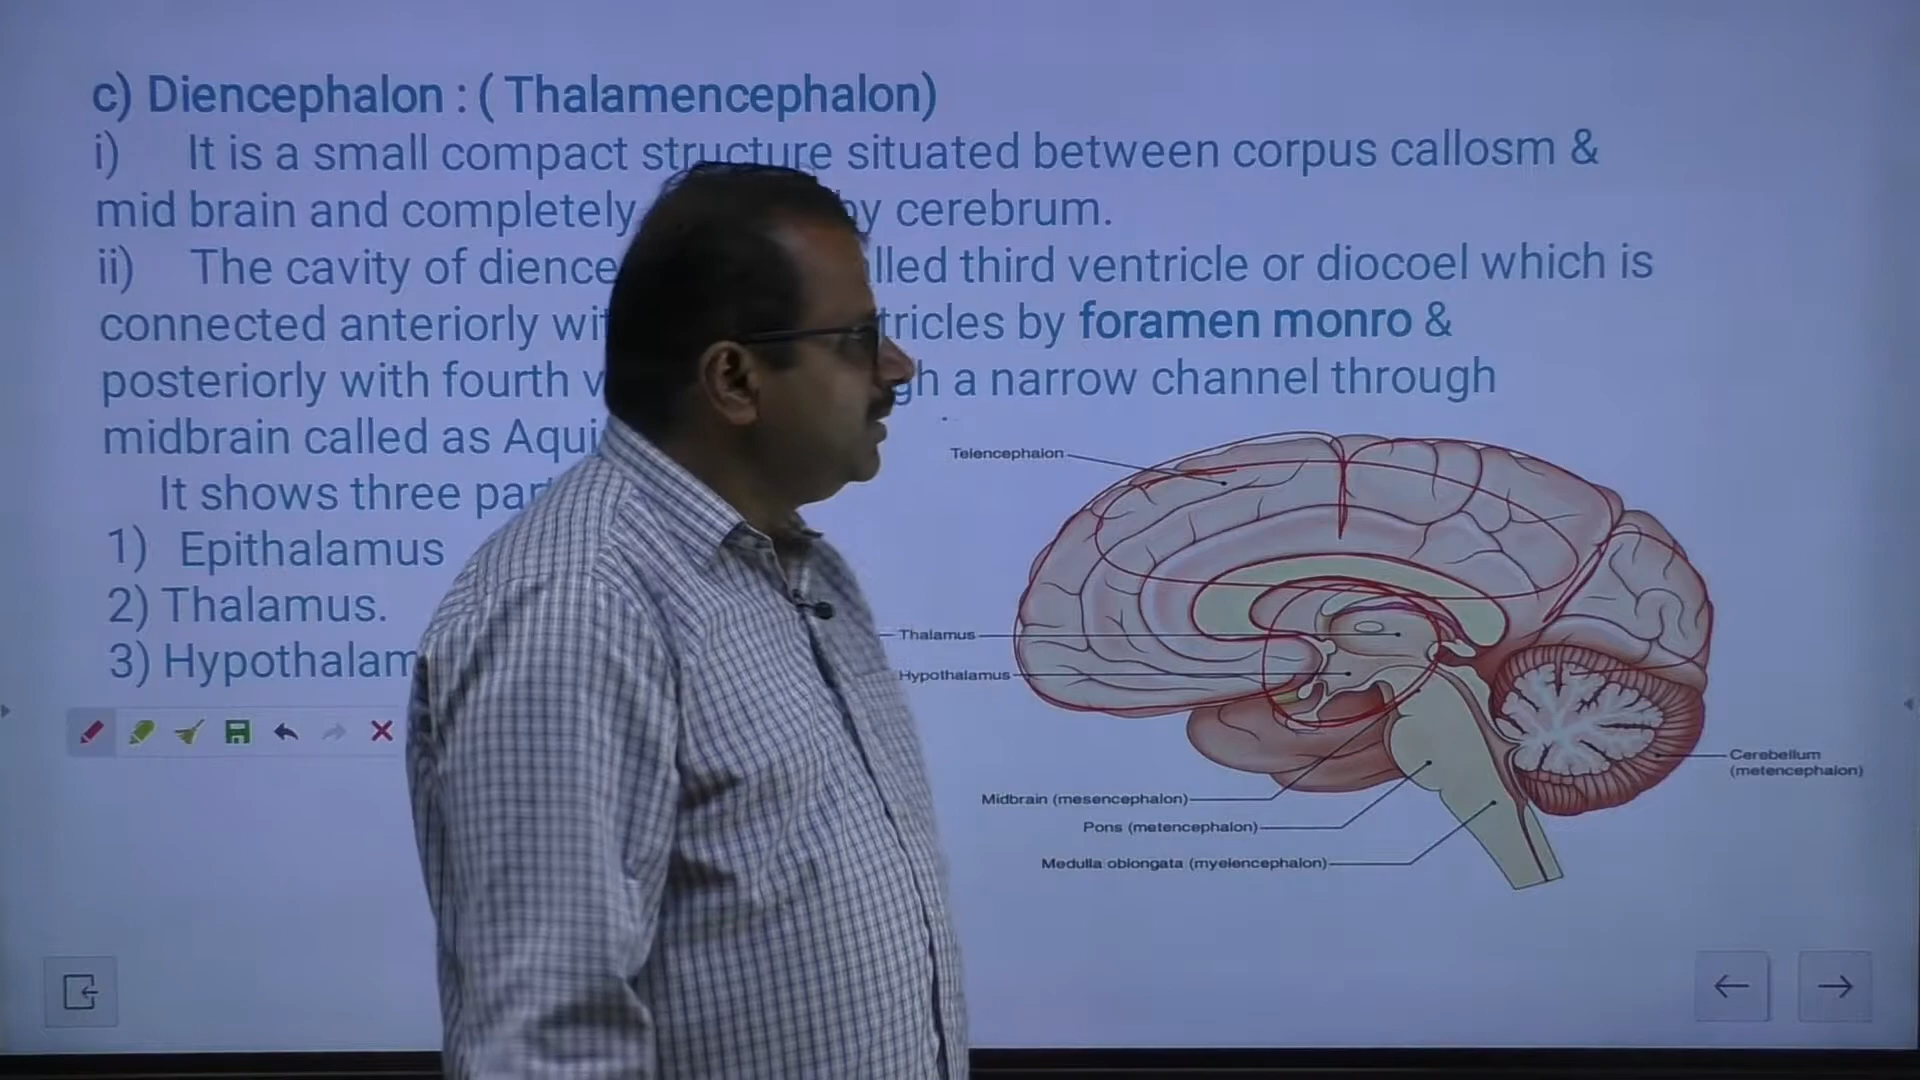 c) Diencephalon : ( Thalamencephalon)
i) It is a small compact structure situated between corpus callosm &
mid brain and completely by cerebrum.
ii) The cavity of dience lled third ventricle or diocoel which is
connected anteriorly wit tricles by foramen monro &
posteriorly with fourth v gh a narrow channel through
midbrain called as Aqui
It shows three par
1) Epithalamus
2) Thalamus.
3) Hypothalam
Telencephalon
Thalamus
Hypothalamus
Midbrain (mesencephalon)
Pons (metencephalon)
Medulla oblongata (myelencephalon)
Cerebellum
(metencephalon)